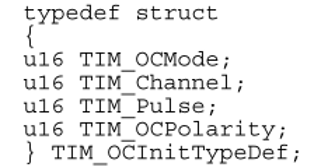 typedef struct
{
u16 TIM_OCMode;
u16 TIM_Channel;
u16 TIM_Pulse;
u16 TIM_OCPolarity;
} TIM_OCInitTypeDef;